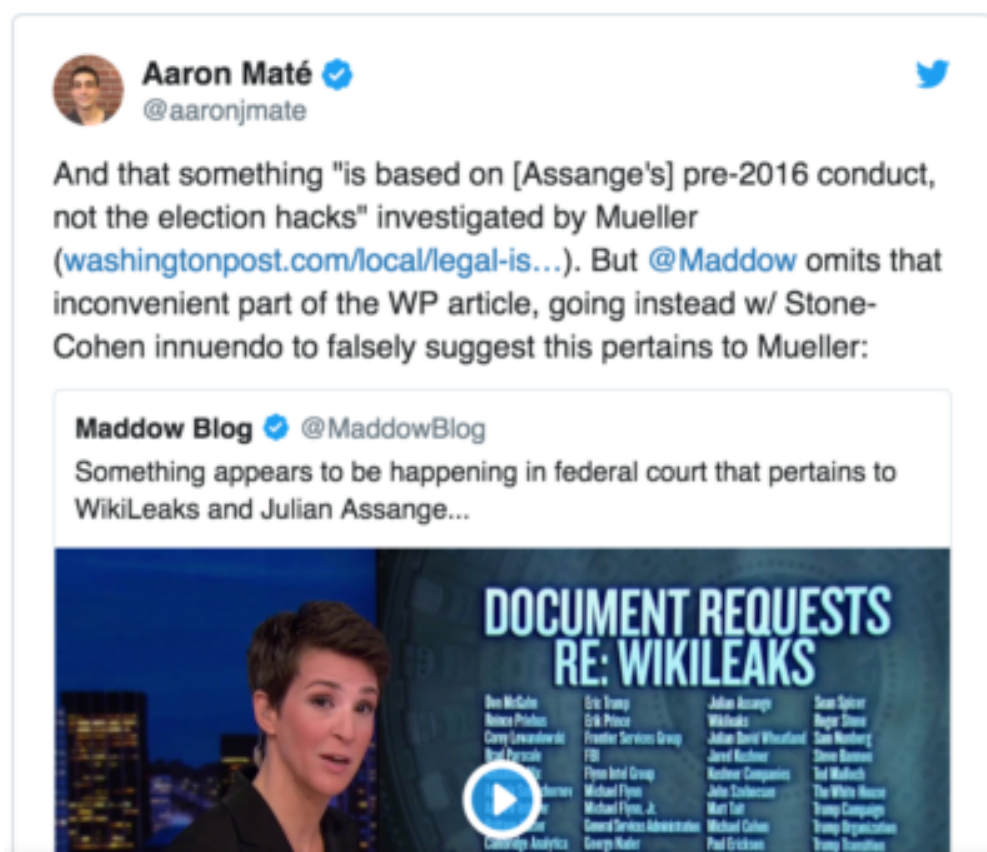 Aaron Maté
@aaronjmate
And that something "is based on [Assange's] pre-2016 conduct,
not the election hacks" investigated by Mueller
(washingtonpost.com/local/legal-is…). But @Maddow omits that
inconvenient part of the WP article, going instead w/ Stone-
Cohen innuendo to falsely suggest this pertains to Mueller:
Maddow Blog @MaddowBlog
Something appears to be happening in federal court that pertains to
WikiLeaks and Julian Assange...
DOCUMENT REQUESTS
RE: WIKILEAKS
Don McGahn
Reince Priebus
Corey Lewandowski
Brad Parscale
Cambridge Analytica
Eric Trump
Erik Prince
Frontier Services Group
FBI
Flynn Intel Group
Michael Flynn
Michael Flynn, Jr.
General Services Administration
George Nader
Julian Assange
Wikileaks
Julian David Wheatland
Jared Kushner
Kushner Companies
John Szobocsan
Matt Tait
Michael Cohen
Paul Erickson
Sean Spicer
Roger Stone
Sam Nunberg
Steve Bannon
Ted Malloch
The White House
Trump Campaign
Trump Organization
Trump Transition